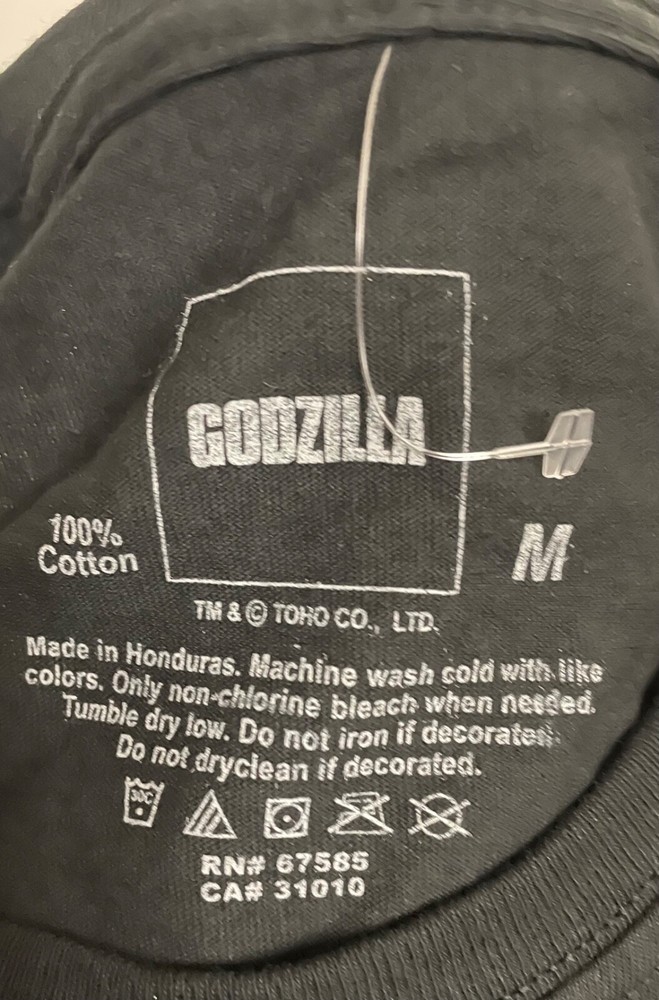 GODZILLA
100%
Cotton
M
TM & © TOHO CO., LTD.
Made in Honduras. Machine wash cold with like
colors. Only non-chlorine bleach when needed.
Tumble dry low. Do not iron if decorated.
Do not dryclean if decorated.
30C
RN# 67585
CA# 31010